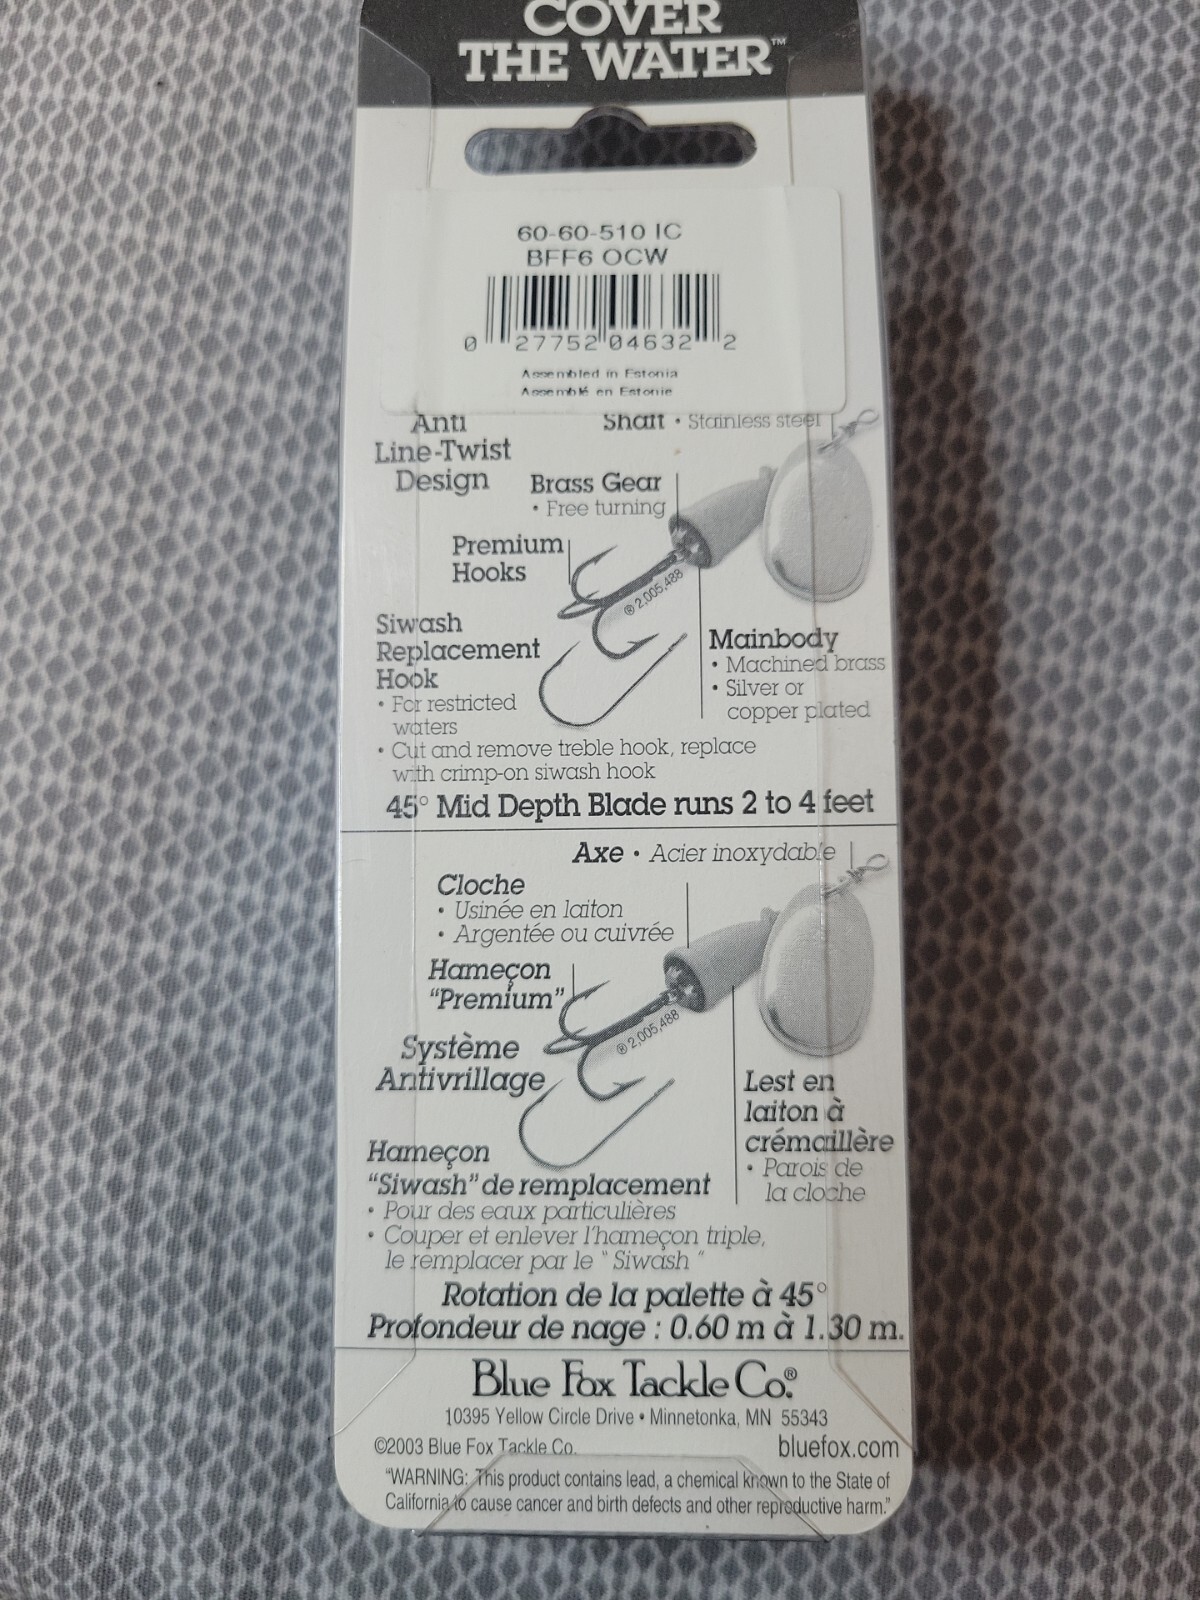 COVER
THE WATER™
60-60-510 IC
BFF6 OCW
0 27752 04632 2
Assembled in Estonia
Assemblé en Estonie
Anti
Line-Twist
Design
Shaft • Stainless steel
Brass Gear
• Free turning
Premium
Hooks
® 2,005,488
Siwash
Replacement
Hook
• For restricted
waters
• Cut and remove treble hook, replace
with crimp-on siwash hook
Mainbody
• Machined brass
• Silver or
copper plated
45° Mid Depth Blade runs 2 to 4 feet
Axe • Acier inoxydable
Cloche
• Usinée en laiton
• Argentée ou cuivrée
Hameçon
“Premium”
® 2,005,488
Système
Antivrillage
Lest en
laiton à
crémaillère
• Parois de
la cloche
Hameçon
“Siwash” de remplacement
• Pour des eaux particulières
• Couper et enlever l'hameçon triple,
le remplacer par le " Siwash "
Rotation de la palette à 45°
Profondeur de nage : 0.60 m à 1.30 m.
Blue Fox Tackle Co.®
10395 Yellow Circle Drive • Minnetonka, MN 55343
©2003 Blue Fox Tackle Co.
bluefox.com
"WARNING: This product contains lead, a chemical known to the State of
California to cause cancer and birth defects and other reproductive harm."